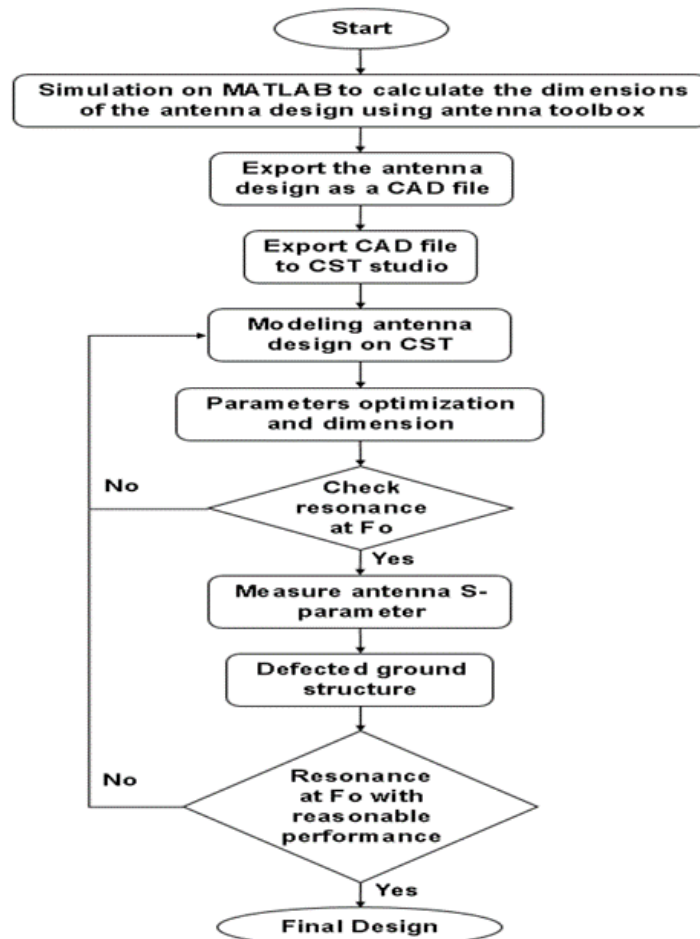 Start
Simulation on MATLAB to calculate the dimensions
of the antenna design using antenna toolbox
Export the antenna
design as a CAD file
Export CAD file
to CST studio
Modeling antenna
design on CST
Parameters optimization
and dimension
No
Check
resonance
at Fo
Yes
Measure antenna S-
parameter
Defected ground
structure
No
Resonance
at Fo with
reasonable
performance
Yes
Final Design